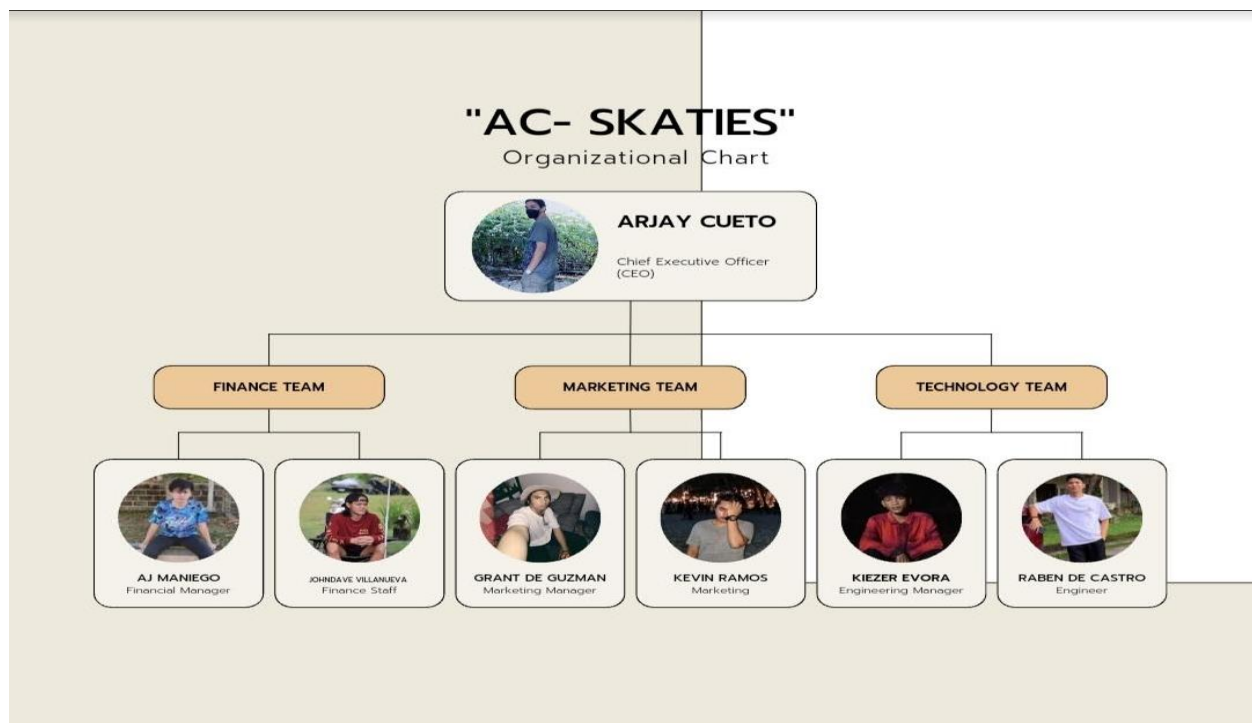 "AC- SKATIES"
Organizational Chart
ARJAY CUETO
Chief Executive Officer
(CEO)
FINANCE TEAM
MARKETING TEAM
TECHNOLOGY TEAM
AJ MANIEGO
Financial Manager
JOHNDAVE VILLANUEVA
Finance Staff
GRANT DE GUZMAN
Marketing Manager
KEVIN RAMOS
Marketing
KIEZER EVORA
Engineering Manager
RABEN DE CASTRO
Engineer